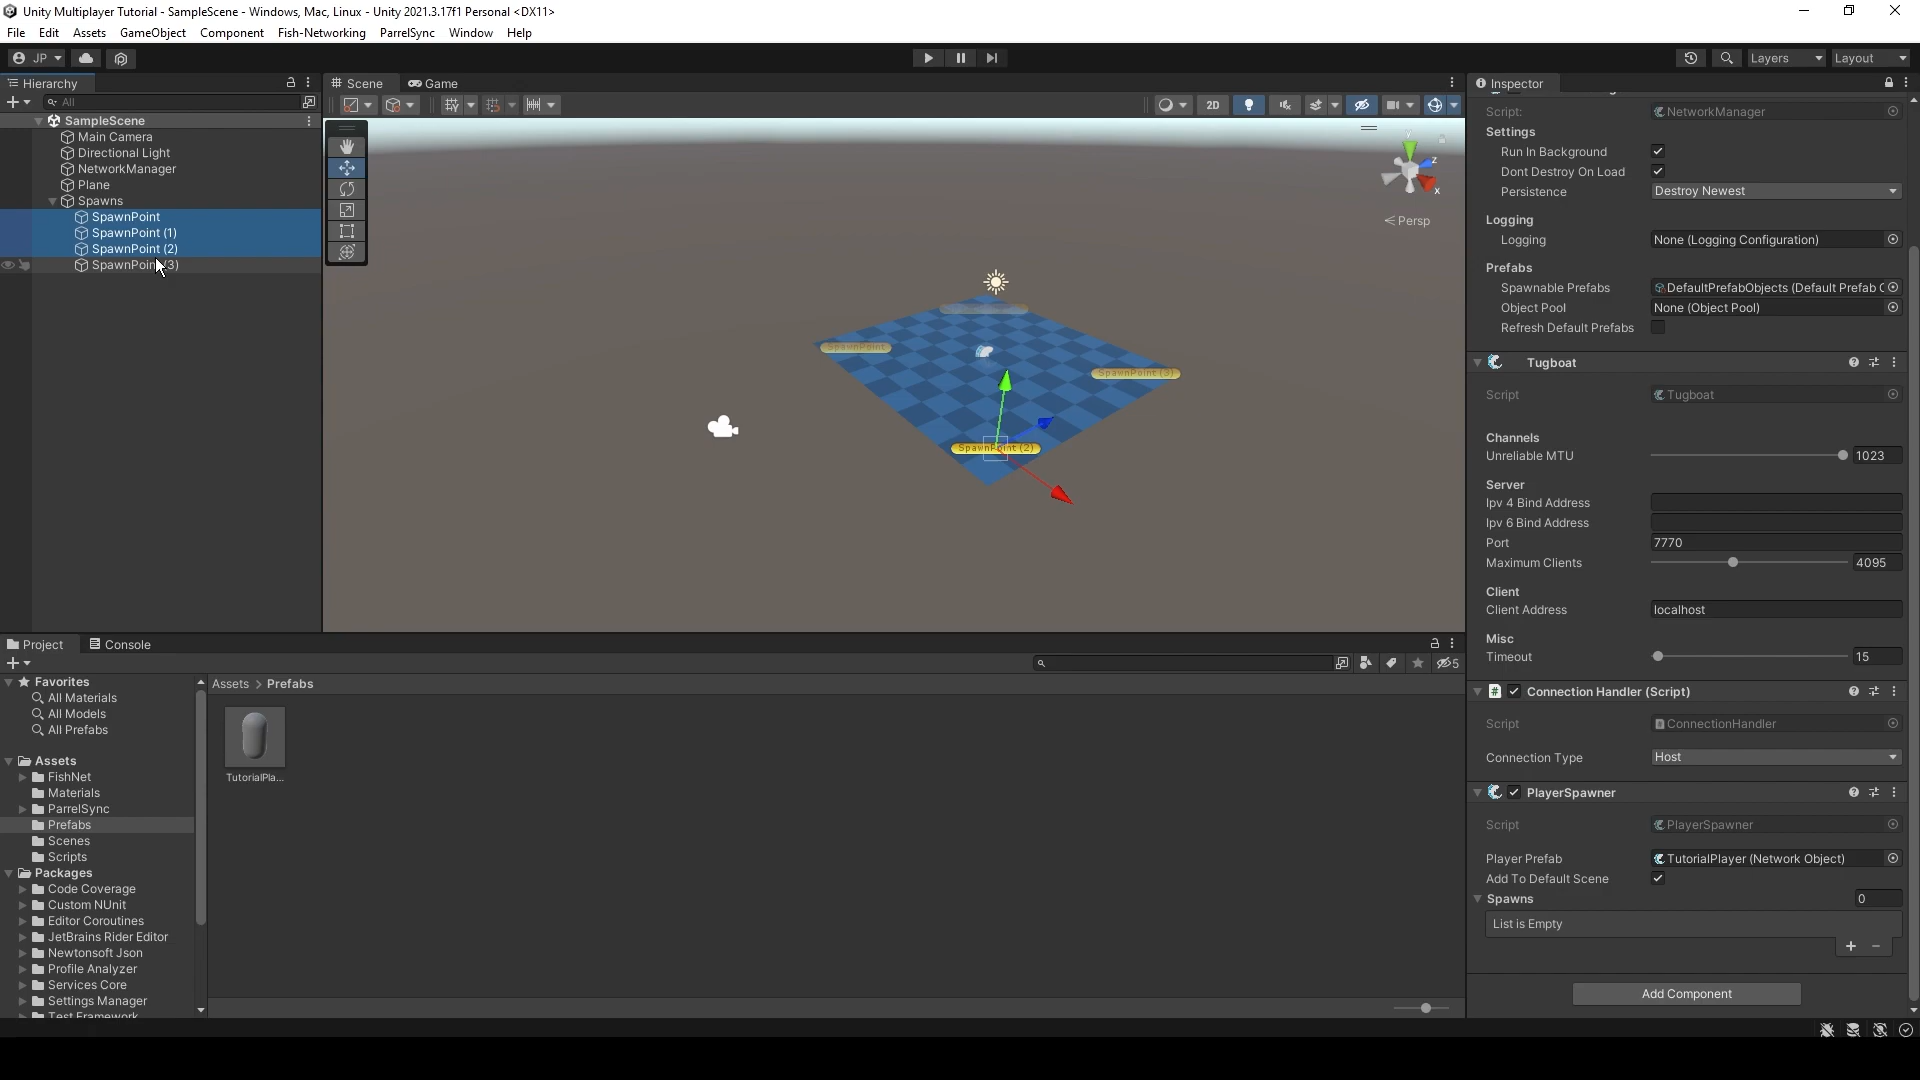 Unity Multiplayer Tutorial - SampleScene - Windows, Mac, Linux - Unity 2021.3.17f1 Personal <DX11>
File Edit Assets GameObject Component Fish-Networking ParrelSync Window Help
JP Layers Layout
Hierarchy
All
SampleScene
Main Camera
Directional Light
NetworkManager
Plane
Spawns
SpawnPoint
SpawnPoint (1)
SpawnPoint (2)
SpawnPoint (3)
Scene Game
2D
y
z
x
Persp
SpawnPoint
SpawnPoint (3)
SpawnPoint (2)
Inspector
Script: NetworkManager
Settings
Run In Background
Dont Destroy On Load
Persistence Destroy Newest
Logging
Logging None (Logging Configuration)
Prefabs
Spawnable Prefabs DefaultPrefabObjects (Default Prefab
Object Pool None (Object Pool)
Refresh Default Prefabs
Tugboat
Script Tugboat
Channels
Unreliable MTU 1023
Server
Ipv 4 Bind Address
Ipv 6 Bind Address
Port 7770
Maximum Clients 4095
Client
Client Address localhost
Misc
Timeout 15
# Connection Handler (Script)
Script ConnectionHandler
Connection Type Host
PlayerSpawner
Script PlayerSpawner
Player Prefab TutorialPlayer (Network Object)
Add To Default Scene
Spawns 0
List is Empty
+ −
Add Component
Project Console
5
Favorites
All Materials
All Models
All Prefabs
Assets
FishNet
Materials
ParrelSync
Prefabs
Scenes
Scripts
Packages
Code Coverage
Custom NUnit
Editor Coroutines
JetBrains Rider Editor
Newtonsoft Json
Profile Analyzer
Services Core
Settings Manager
Test Framework
Assets > Prefabs
TutorialPla...